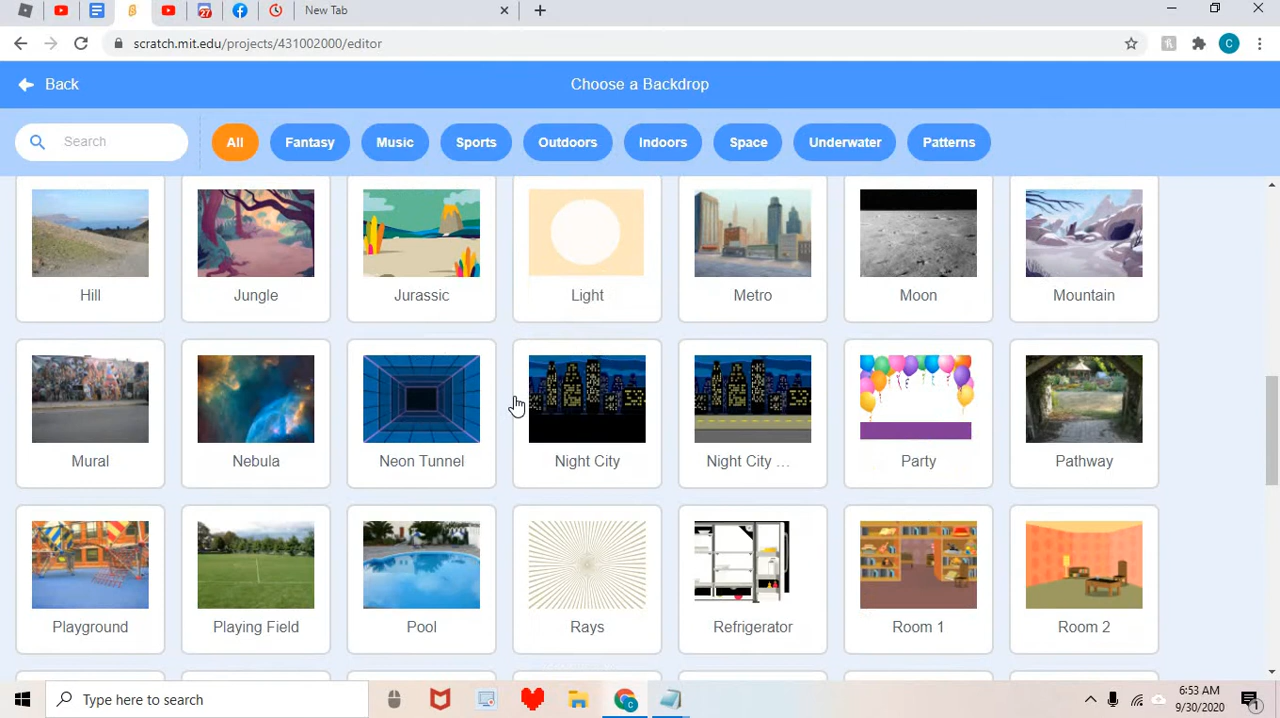 27
New Tab
scratch.mit.edu/projects/431002000/editor
C
Back
Choose a Backdrop
Search
All
Fantasy
Music
Sports
Outdoors
Indoors
Space
Underwater
Patterns
Hill
Jungle
Jurassic
Light
Metro
Moon
Mountain
Mural
Nebula
Neon Tunnel
Night City
Night City ...
Party
Pathway
Playground
Playing Field
Pool
Rays
Refrigerator
Room 1
Room 2
Type here to search
6:53 AM
9/30/2020
1